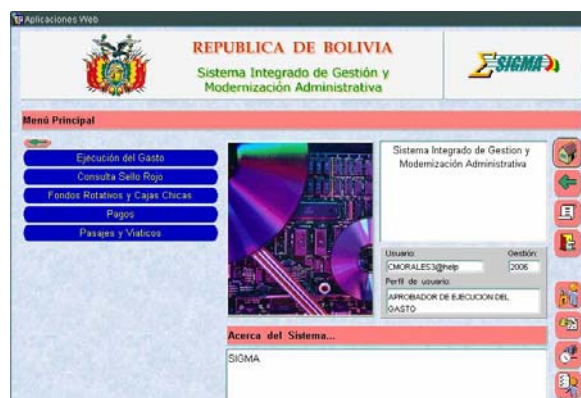 Aplicaciones Web
REPUBLICA DE BOLIVIA
Sistema Integrado de Gestión y
Modernización Administrativa
SIGMA
Menú Principal
Ejecución del Gasto
Consulta Sello Rojo
Fondos Rotativos y Cajas Chicas
Pagos
Pasajes y Viaticos
Sistema Integrado de Gestion y
Modemización Administrativa
Usuario: Gestión:
CMORALES3@help 2006
Perfil de usuario:
APROBADOR DE EJECUCION DEL
GASTO
Acerca del Sistema...
SIGMA